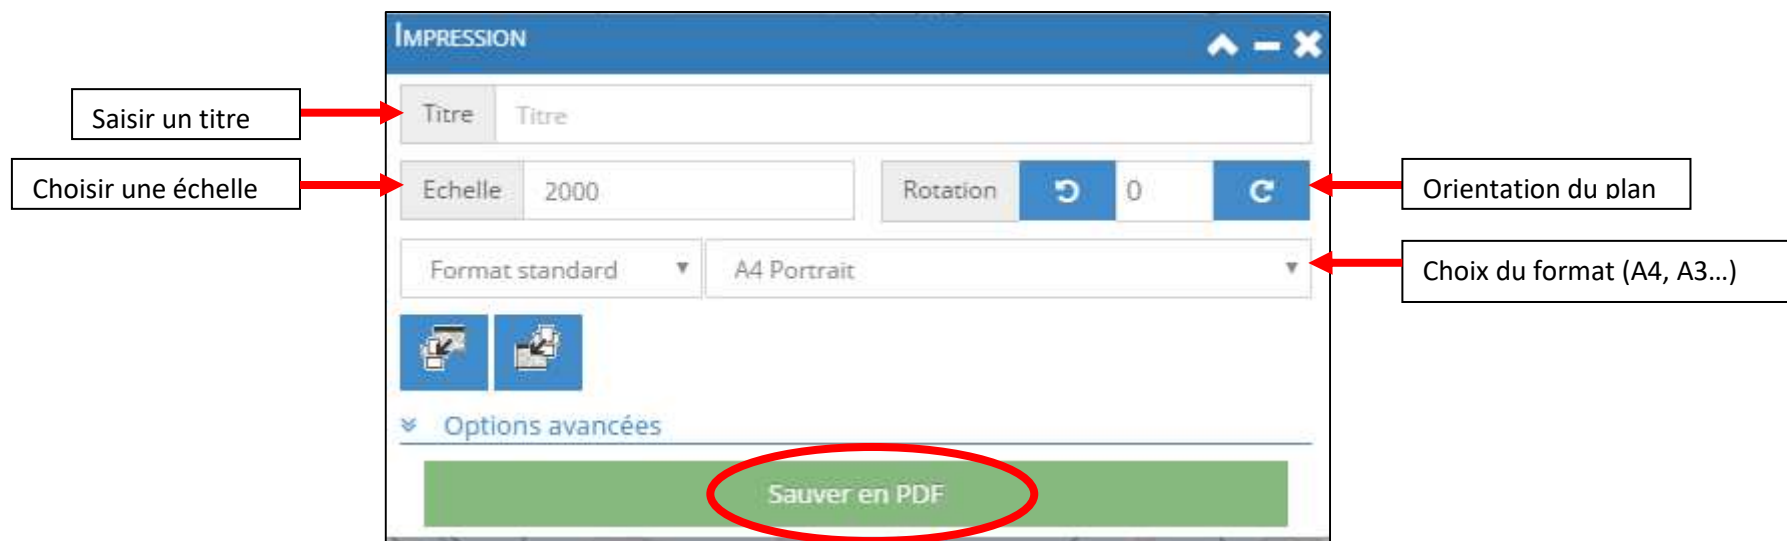 IMPRESSION
Saisir un titre
Titre Titre
Choisir une échelle
Echelle 2000
Rotation 0
Orientation du plan
Format standard A4 Portrait
Choix du format (A4, A3…)
Options avancées
Sauver en PDF